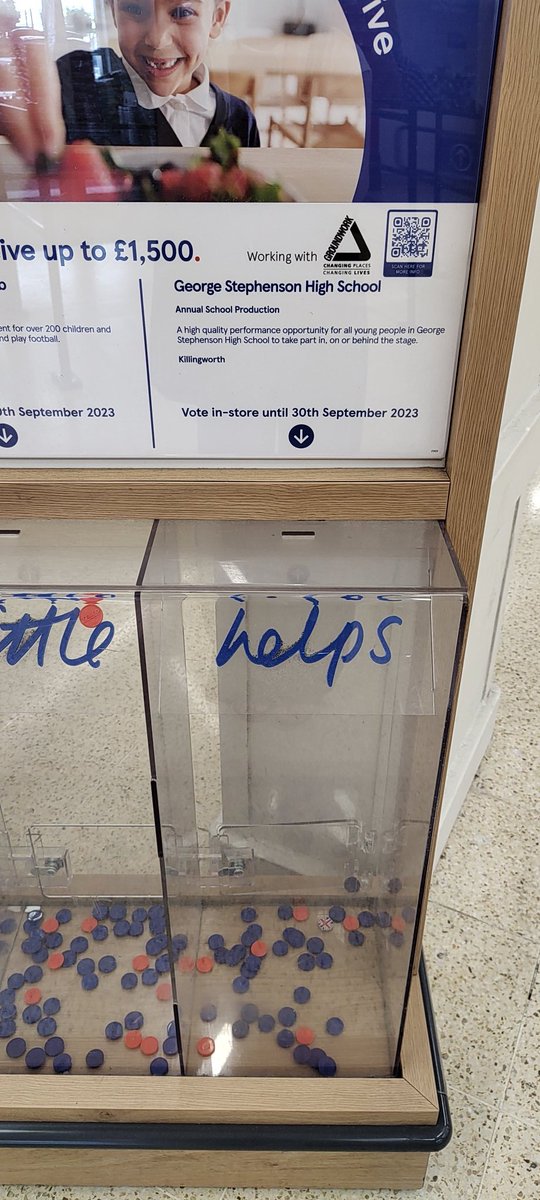 ive
ive up to £1,500.
Working with
GROUNDWORK
CHANGING PLACES
CHANGING LIVES
SCAN HERE FOR
MORE INFO
ent for over 200 children and
nd play football.
0th September 2023
George Stephenson High School
Annual School Production
A high quality performance opportunity for all young people in George
Stephenson High School to take part in, on or behind the stage.
Killingworth
Vote in-store until 30th September 2023
ittle helps